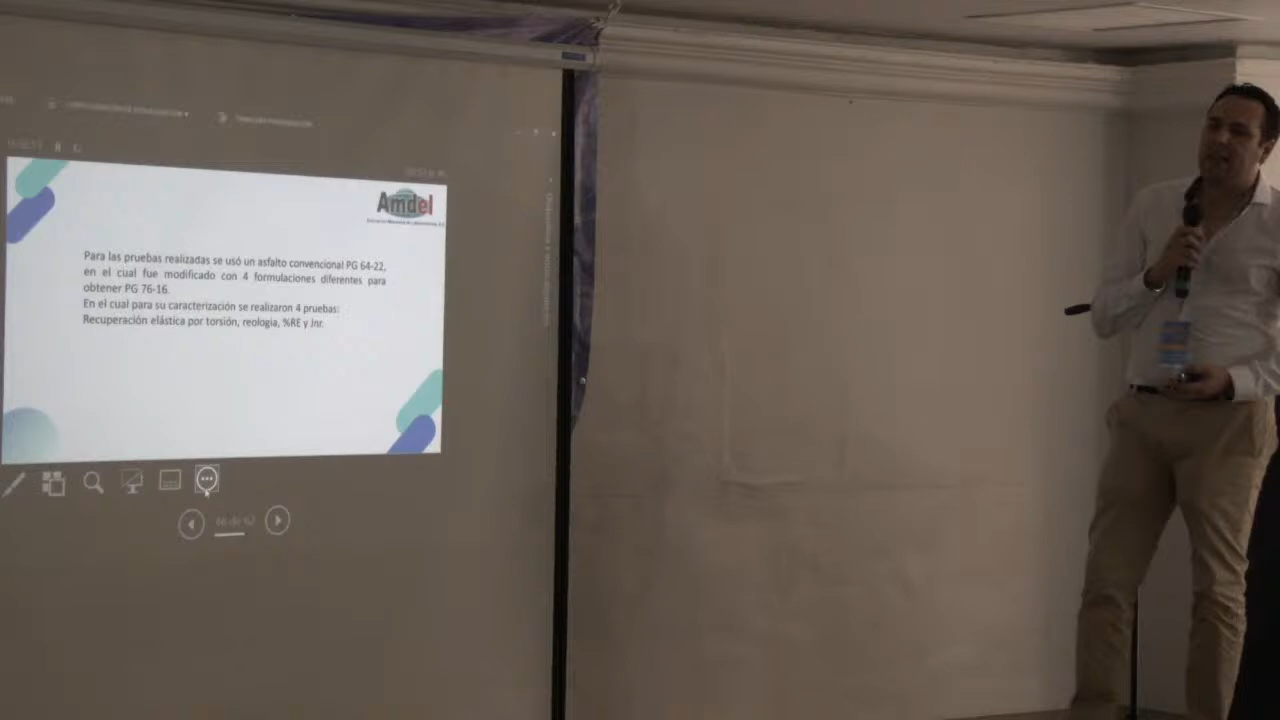 Amdel
Para las pruebas realizadas se usó un asfalto convencional PG 64-22,
en el cual fue modificado con 4 formulaciones diferentes para
obtener PG 76-16.
En el cual para su caracterización se realizaron 4 pruebas:
Recuperación elástica por torsión, reologia, %RE y Jnr.